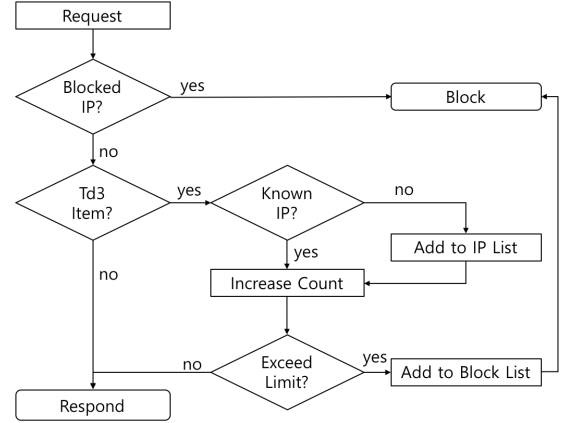 Request
Blocked
IP?
yes
Block
no
Td3
Item?
yes
Known
IP?
no
Add to IP List
yes
no
Increase Count
Exceed
Limit?
no
yes
Add to Block List
Respond